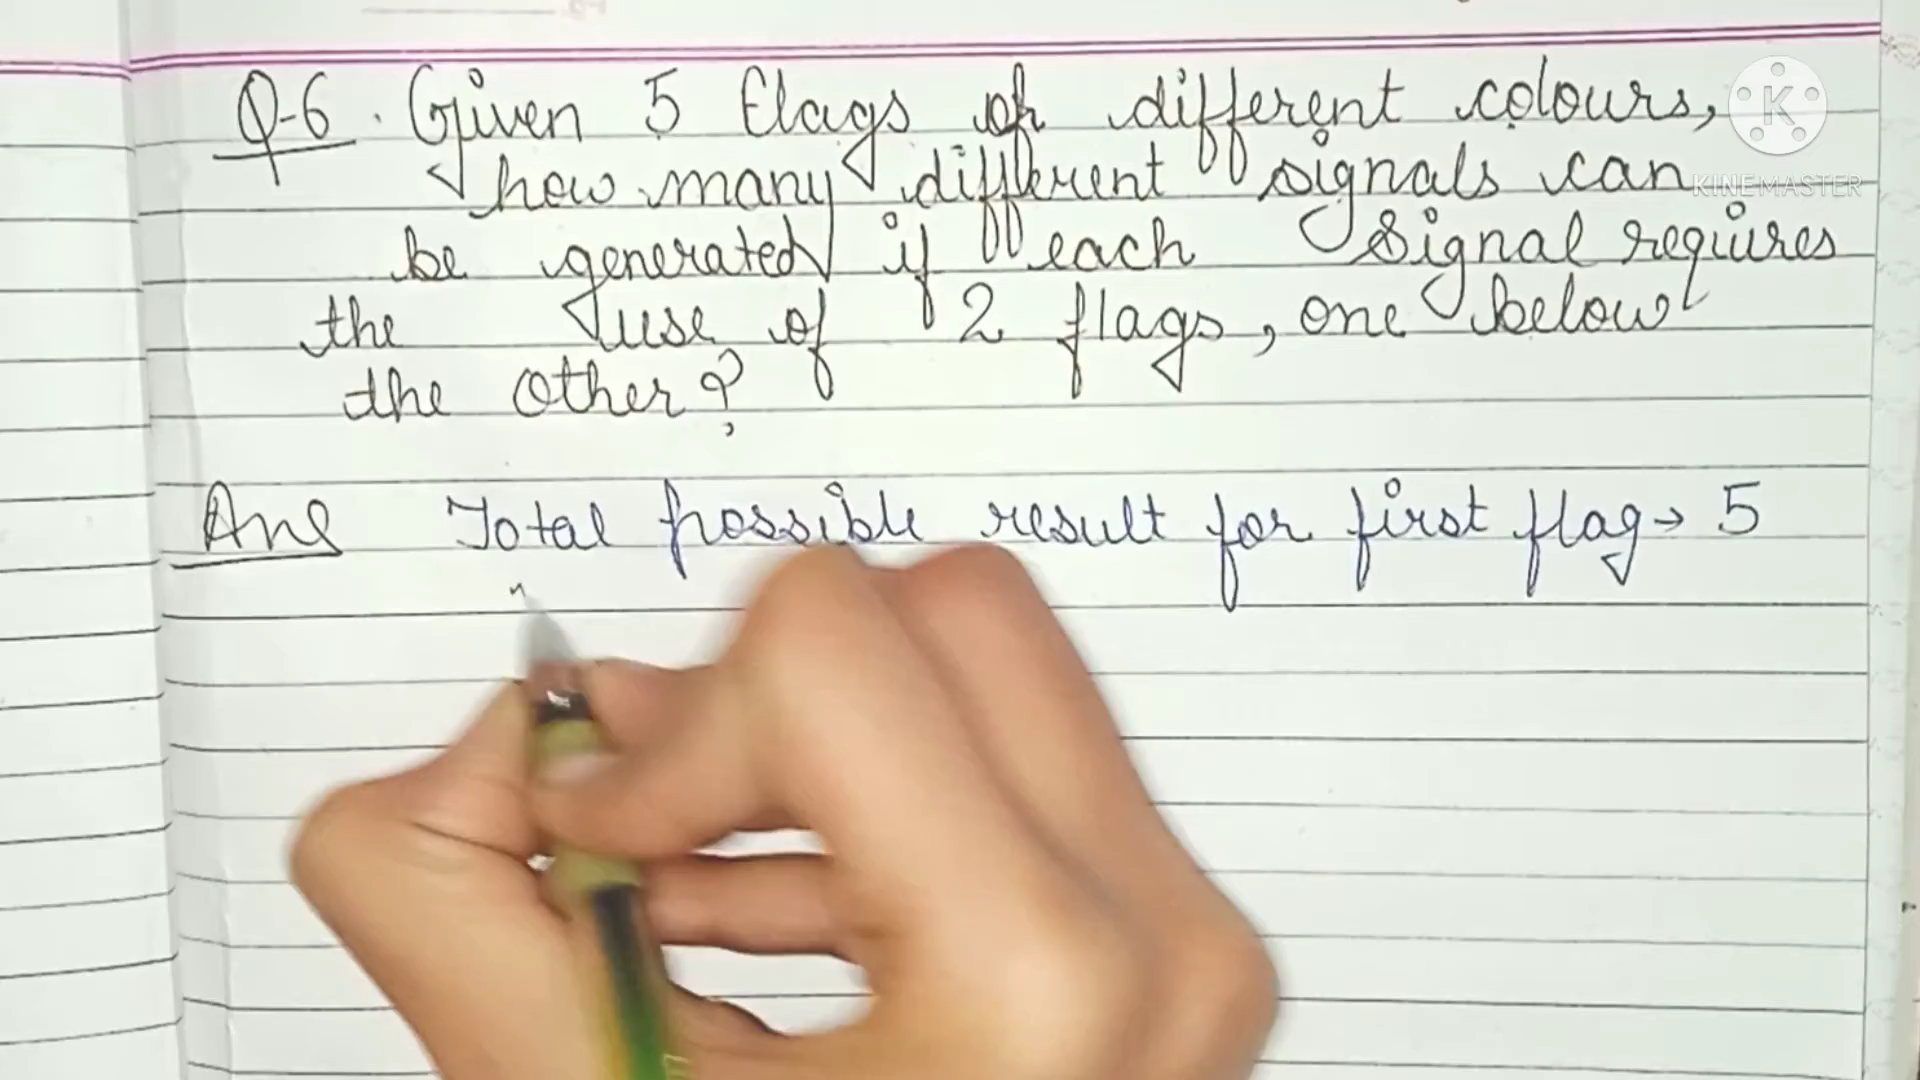 Q-6. Given 5 flags of different colours,
how many different signals can
be generated if each signal requires
the use of 2 flags, one below
the other?
Ans Total possible result for first flag → 5
"
K
KINEMASTER